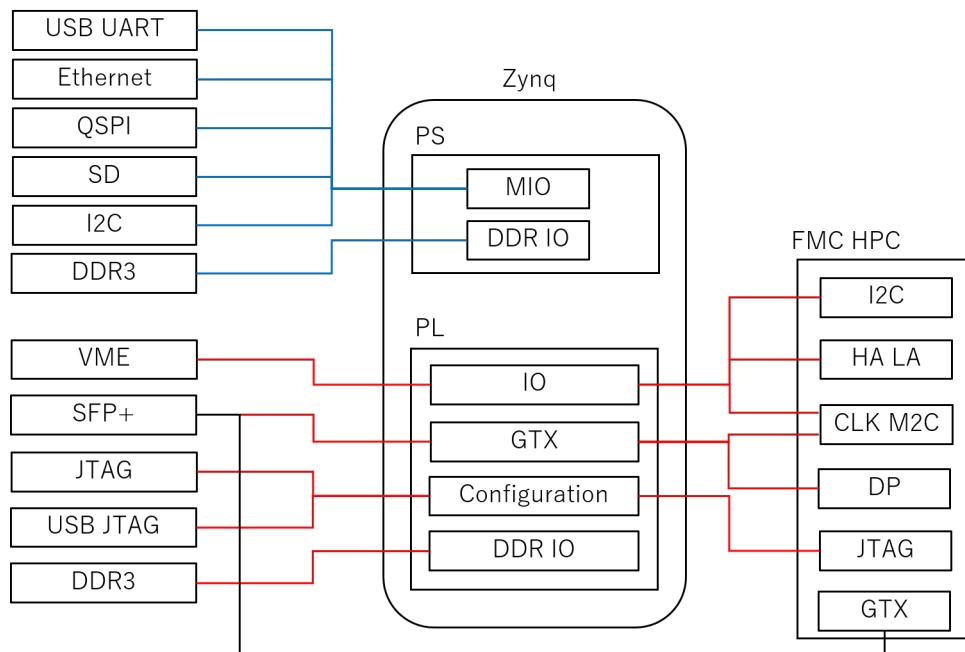 USB UART
Ethernet
QSPI
SD
I2C
DDR3
VME
SFP+
JTAG
USB JTAG
DDR3
Zynq
PS
MIO
DDR IO
PL
IO
GTX
Configuration
DDR IO
FMC HPC
I2C
HA LA
CLK M2C
DP
JTAG
GTX